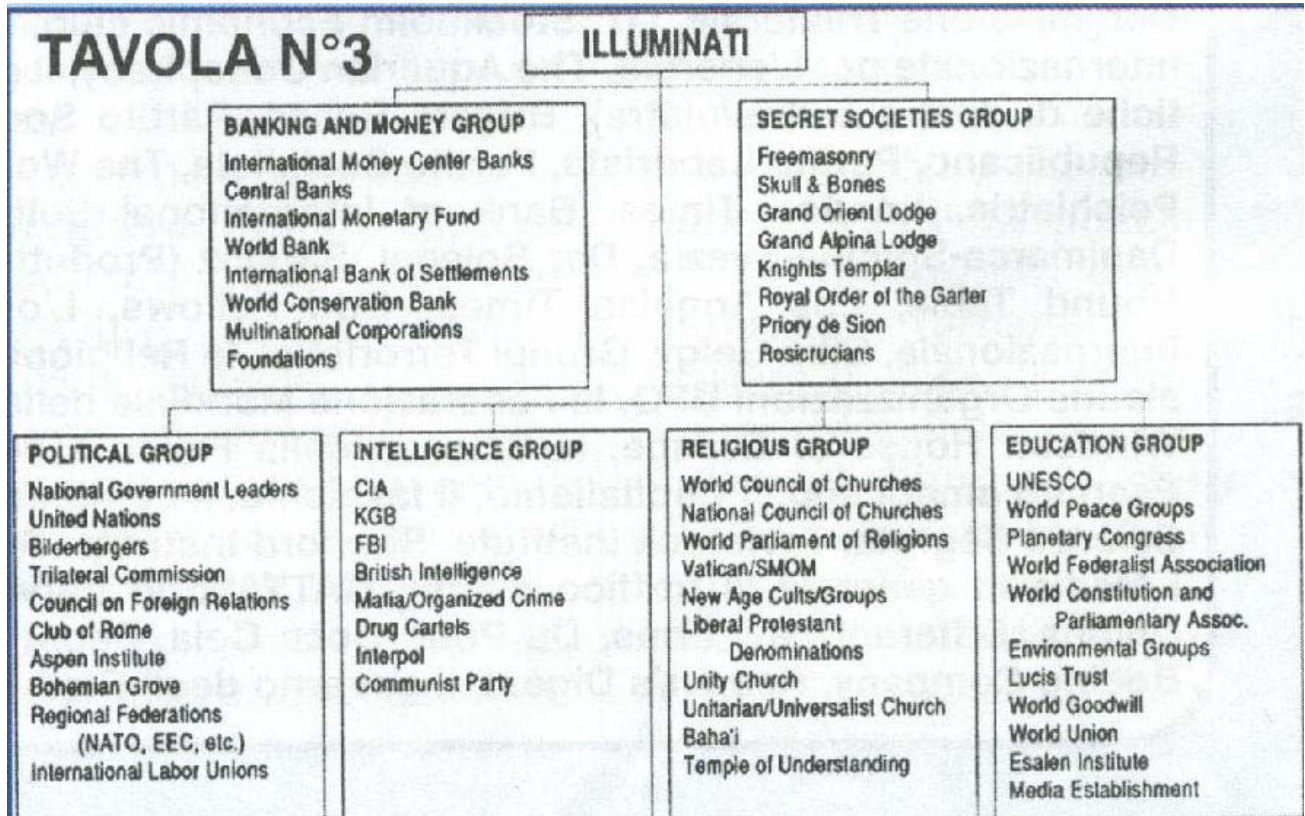 TAVOLA N°3
ILLUMINATI
BANKING AND MONEY GROUP
International Money Center Banks
Central Banks
International Monetary Fund
World Bank
International Bank of Settlements
World Conservation Bank
Multinational Corporations
Foundations
SECRET SOCIETIES GROUP
Freemasonry
Skull & Bones
Grand Orient Lodge
Grand Alpina Lodge
Knights Templar
Royal Order of the Garter
Priory de Sion
Rosicrucians
POLITICAL GROUP
National Government Leaders
United Nations
Bilderbergers
Trilateral Commission
Council on Foreign Relations
Club of Rome
Aspen Institute
Bohemian Grove
Regional Federations
(NATO, EEC, etc.)
International Labor Unions
INTELLIGENCE GROUP
CIA
KGB
FBI
British Intelligence
Mafia/Organized Crime
Drug Cartels
Interpol
Communist Party
RELIGIOUS GROUP
World Council of Churches
National Council of Churches
World Parliament of Religions
Vatican/SMOM
New Age Cults/Groups
Liberal Protestant
Denominations
Unity Church
Unitarian/Universalist Church
Baha'i
Temple of Understanding
EDUCATION GROUP
UNESCO
World Peace Groups
Planetary Congress
World Federalist Association
World Constitution and
Parliamentary Assoc.
Environmental Groups
Lucis Trust
World Goodwill
World Union
Esalen Institute
Media Establishment